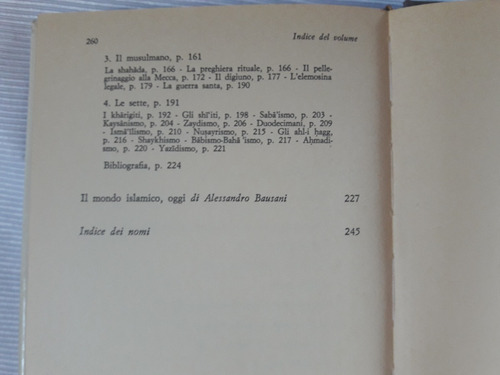 260 Indice del volume
3. Il musulmano, p. 161
La shahāda, p. 166 - La preghiera rituale, p. 166 - Il pelle-
grinaggio alla Mecca, p. 172 - Il digiuno, p. 177 - L'elemosina
legale, p. 179 - La guerra santa, p. 190
4. Le sette, p. 191
I khārigiti, p. 192 - Gli shī'iti, p. 198 - Saba'ismo, p. 203 -
Kaysānismo, p. 204 - Zaydismo, p. 206 - Duodecimani, p. 209
- Ismā'īlismo, p. 210 - Nuṣayrismo, p. 215 - Gli ahl-i ḥagg,
p. 216 - Shaykhismo - Bābismo-Bahā'ismo, p. 217 - Aḥmadi-
smo, p. 220 - Yazīdismo, p. 221
Bibliografia, p. 224
Il mondo islamico, oggi di Alessandro Bausani 227
Indice dei nomi 245